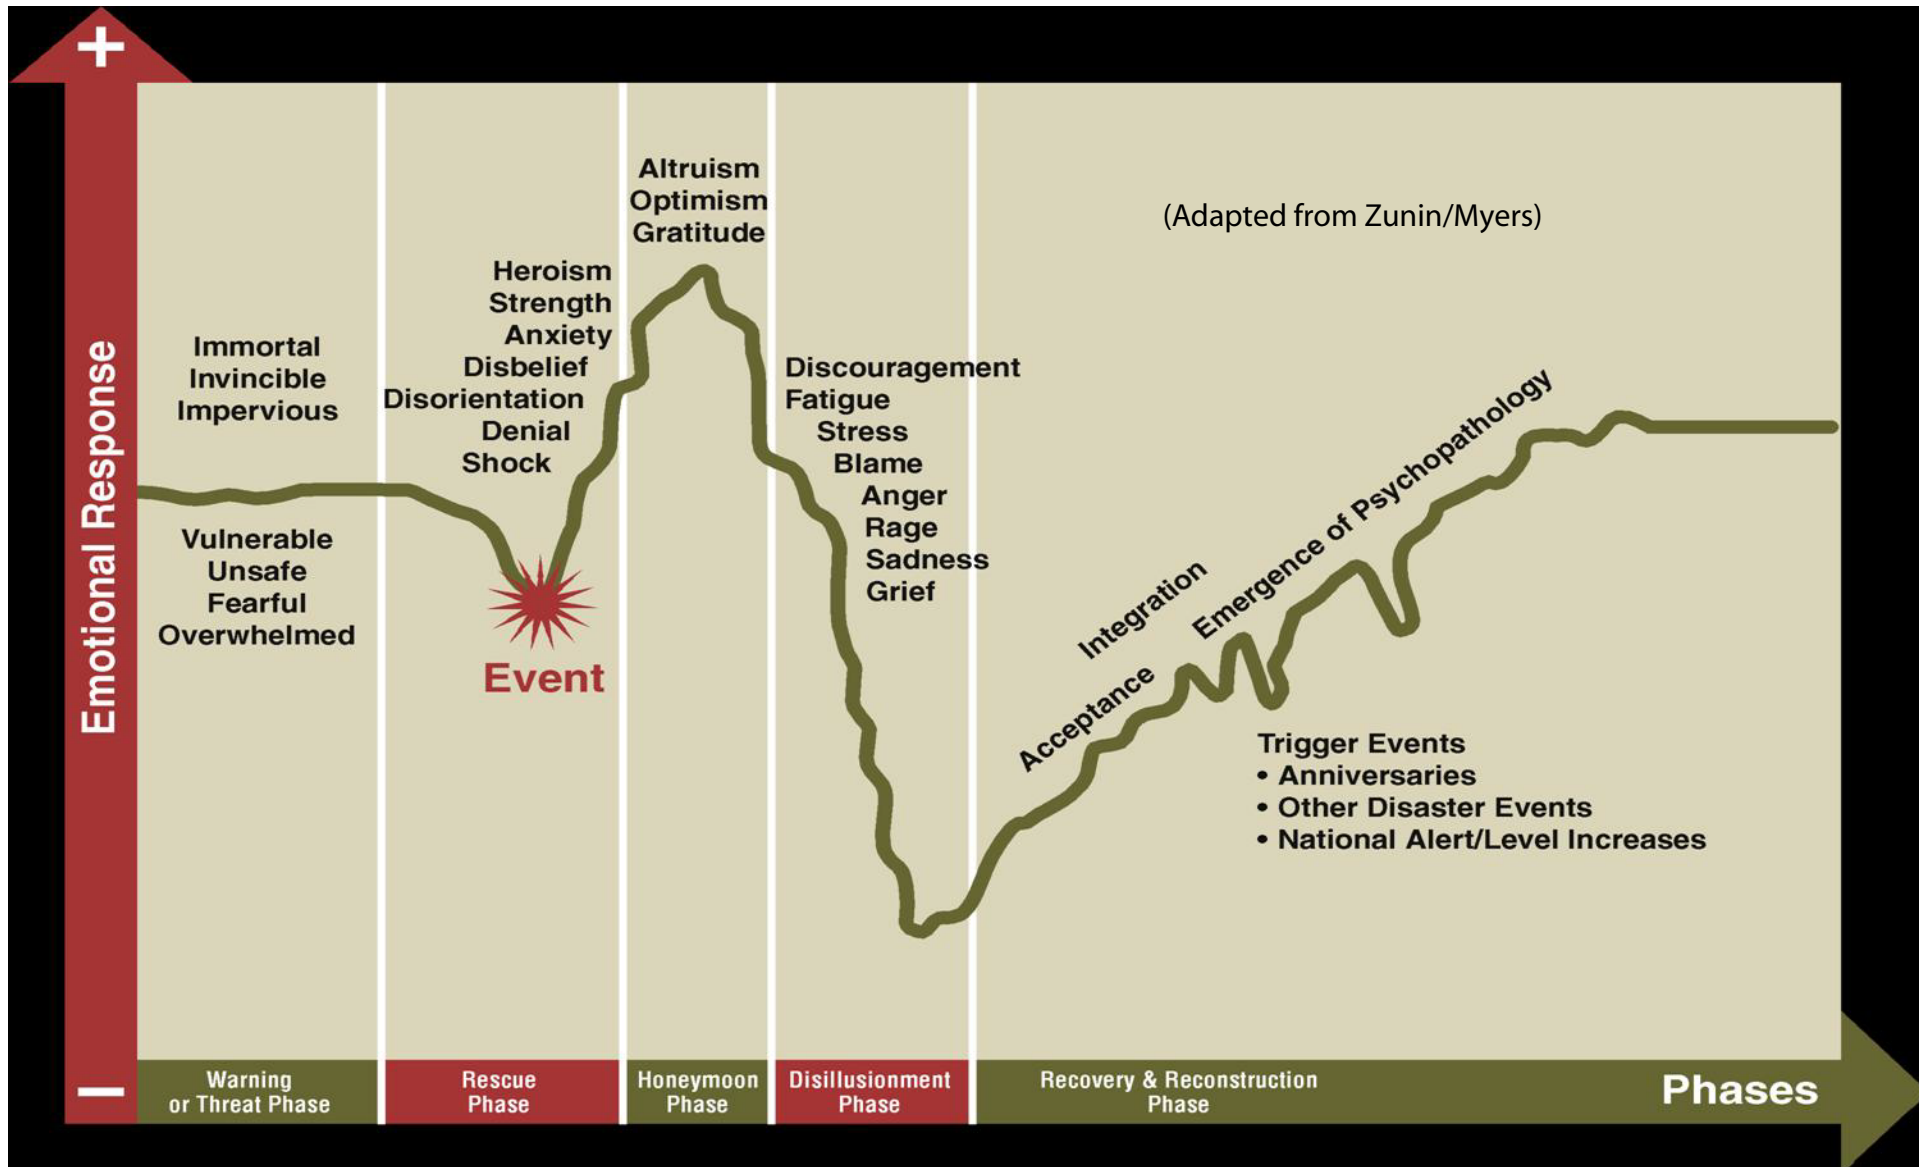 +
Emotional Response
–
Immortal
Invincible
Impervious
Vulnerable
Unsafe
Fearful
Overwhelmed
Heroism
Strength
Anxiety
Disbelief
Disorientation
Denial
Shock
Event
Altruism
Optimism
Gratitude
Discouragement
Fatigue
Stress
Blame
Anger
Rage
Sadness
Grief
(Adapted from Zunin/Myers)
Acceptance
Integration
Emergence of Psychopathology
Trigger Events
• Anniversaries
• Other Disaster Events
• National Alert/Level Increases
Warning
or Threat Phase
Rescue
Phase
Honeymoon
Phase
Disillusionment
Phase
Recovery & Reconstruction
Phase
Phases